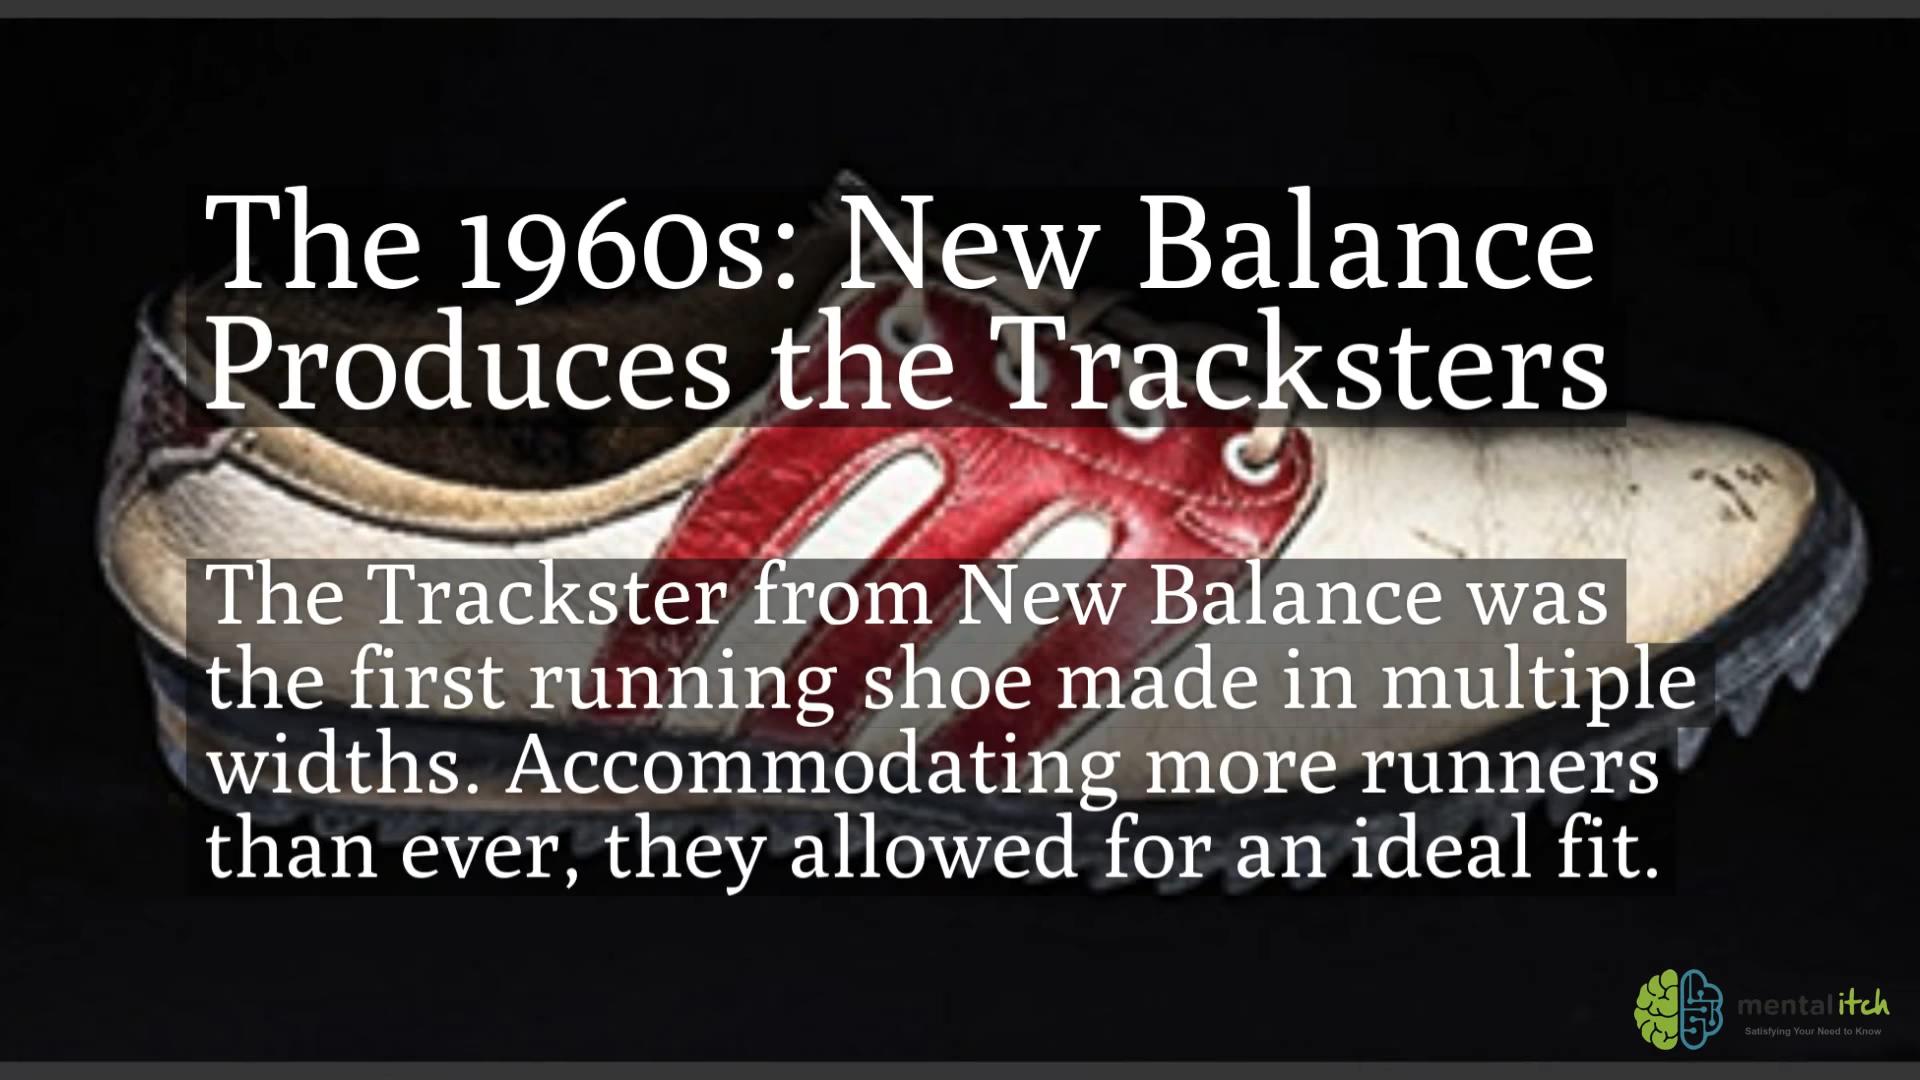 The 1960s: New Balance
Produces the Tracksters
The Trackster from New Balance was
the first running shoe made in multiple
widths. Accommodating more runners
than ever, they allowed for an ideal fit.
mentalitch
Satisfying Your Need to Know